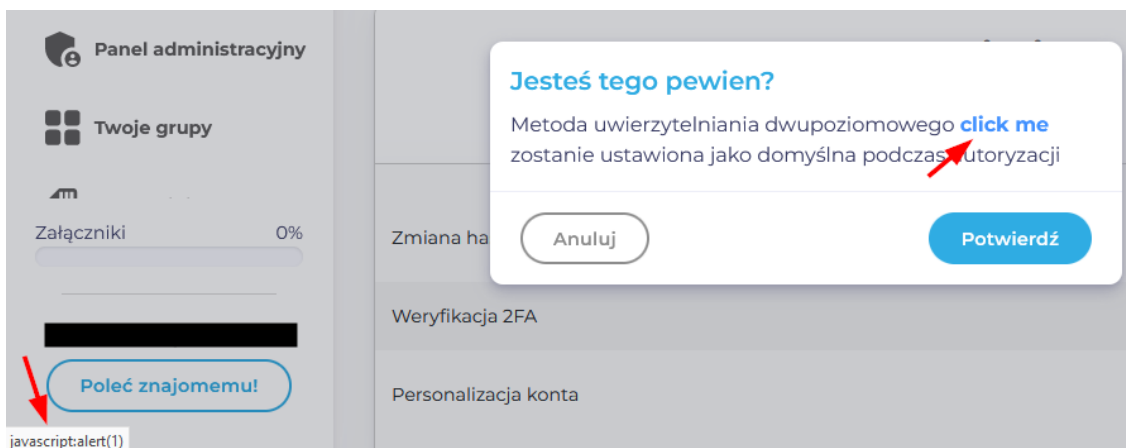 Panel administracyjny
Twoje grupy
Załączniki 0%
Poleć znajomemu!
javascript:alert(1)
Jesteś tego pewien?
Metoda uwierzytelniania dwupoziomowego click me
zostanie ustawiona jako domyślna podczas autoryzacji
Anuluj
Potwierdź
Zmiana ha
Weryfikacja 2FA
Personalizacja konta